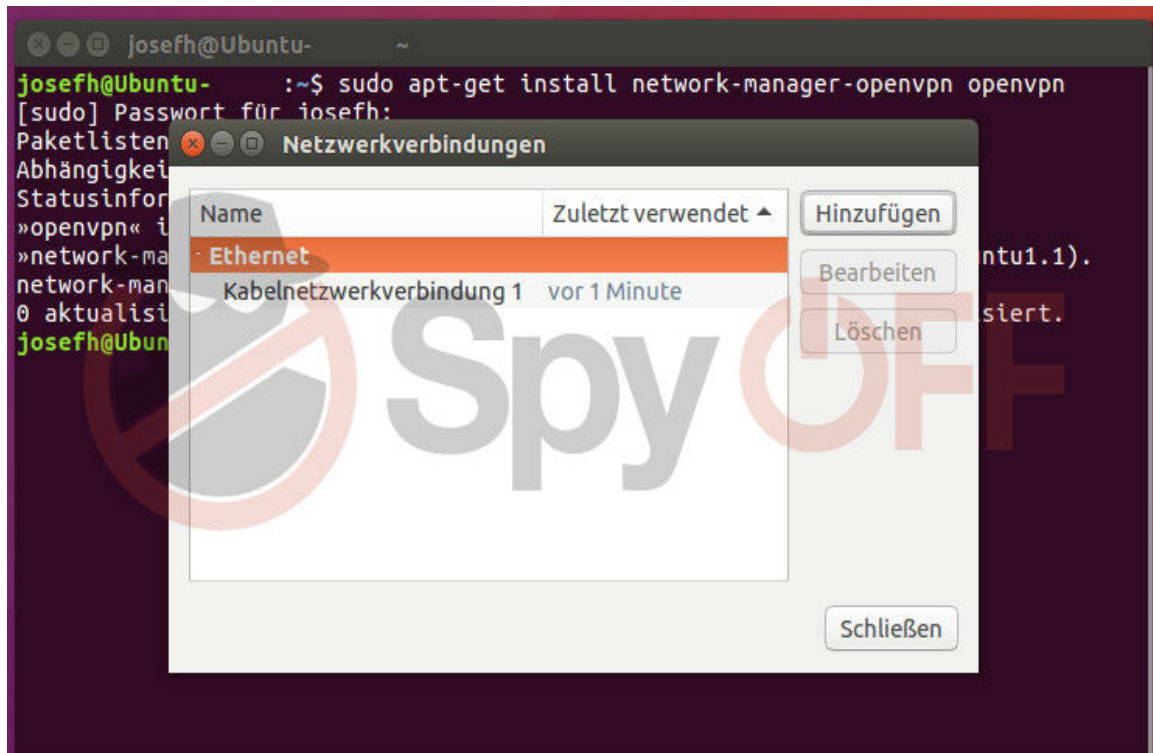 josefh@Ubuntu- ~
josefh@Ubuntu- :~$ sudo apt-get install network-manager-openvpn openvpn
[sudo] Passwort für josefh:
Paketlisten
Netzwerkverbindungen
Abhängigkei
Statusinfor
Name Zuletzt verwendet Hinzufügen
»openvpn« i
»network-ma
- Ethernet
ntu1.1).
Bearbeiten
network-man
Kabelnetzwerkverbindung 1 vor 1 Minute
0 aktualisi
siert.
Löschen
josefh@Ubun
SpyOFF
Schließen